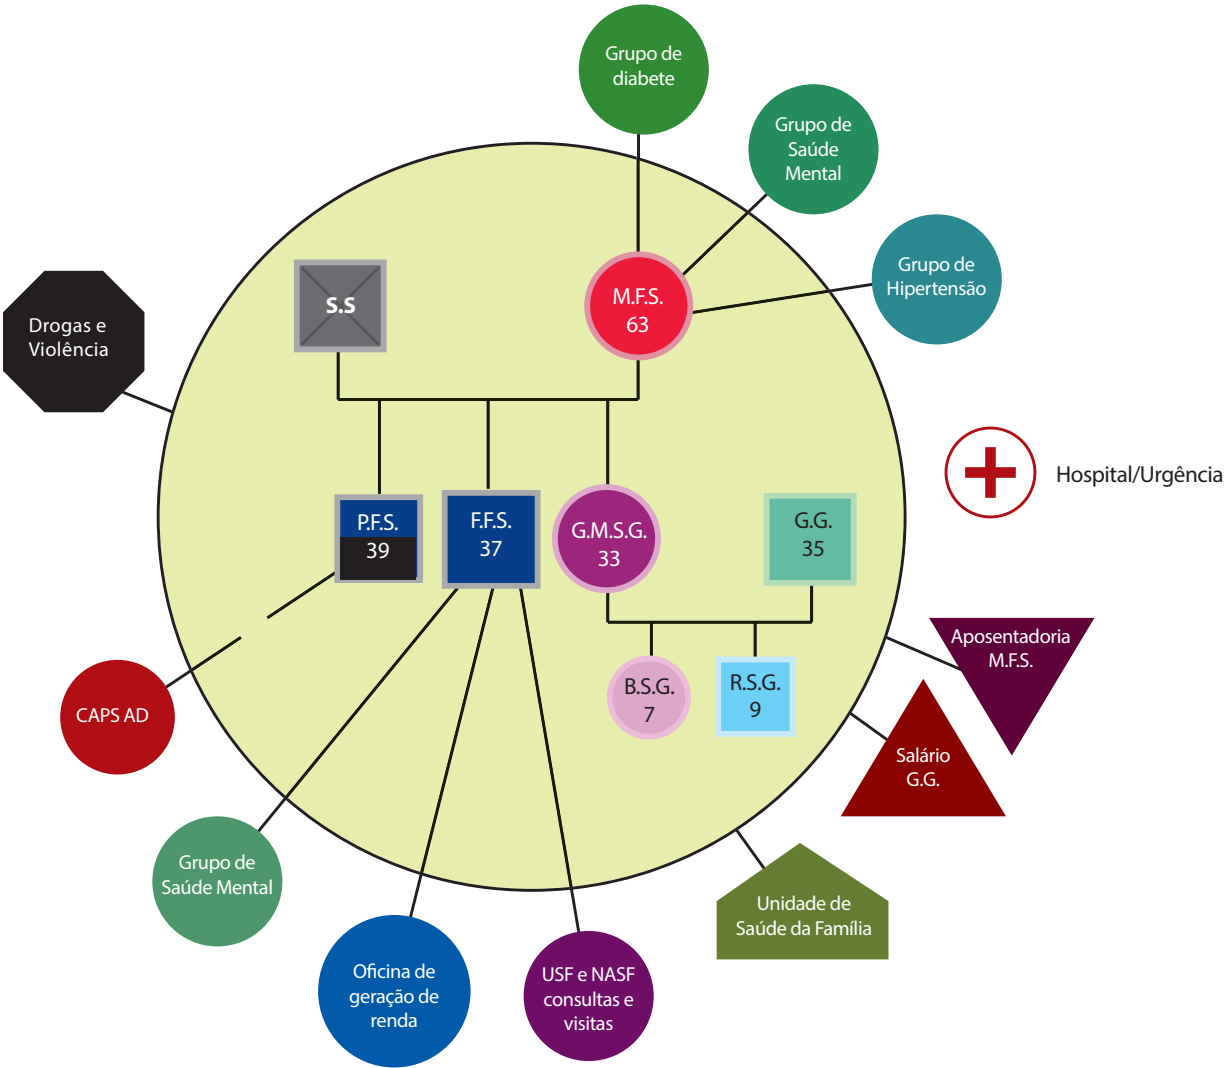 Grupo de
diabete
Grupo de
Saúde
Mental
Grupo de
Hipertensão
S.S
M.F.S.
63
Drogas e
Violência
Hospital/Urgência
P.F.S.
39
F.F.S.
37
G.M.S.G.
33
G.G.
35
B.S.G.
7
R.S.G.
9
Aposentadoria
M.F.S.
CAPS AD
Salário
G.G.
Grupo de
Saúde Mental
Unidade de
Saúde da Família
Oficina de
geração de
renda
USF e NASF
consultas e
visitas